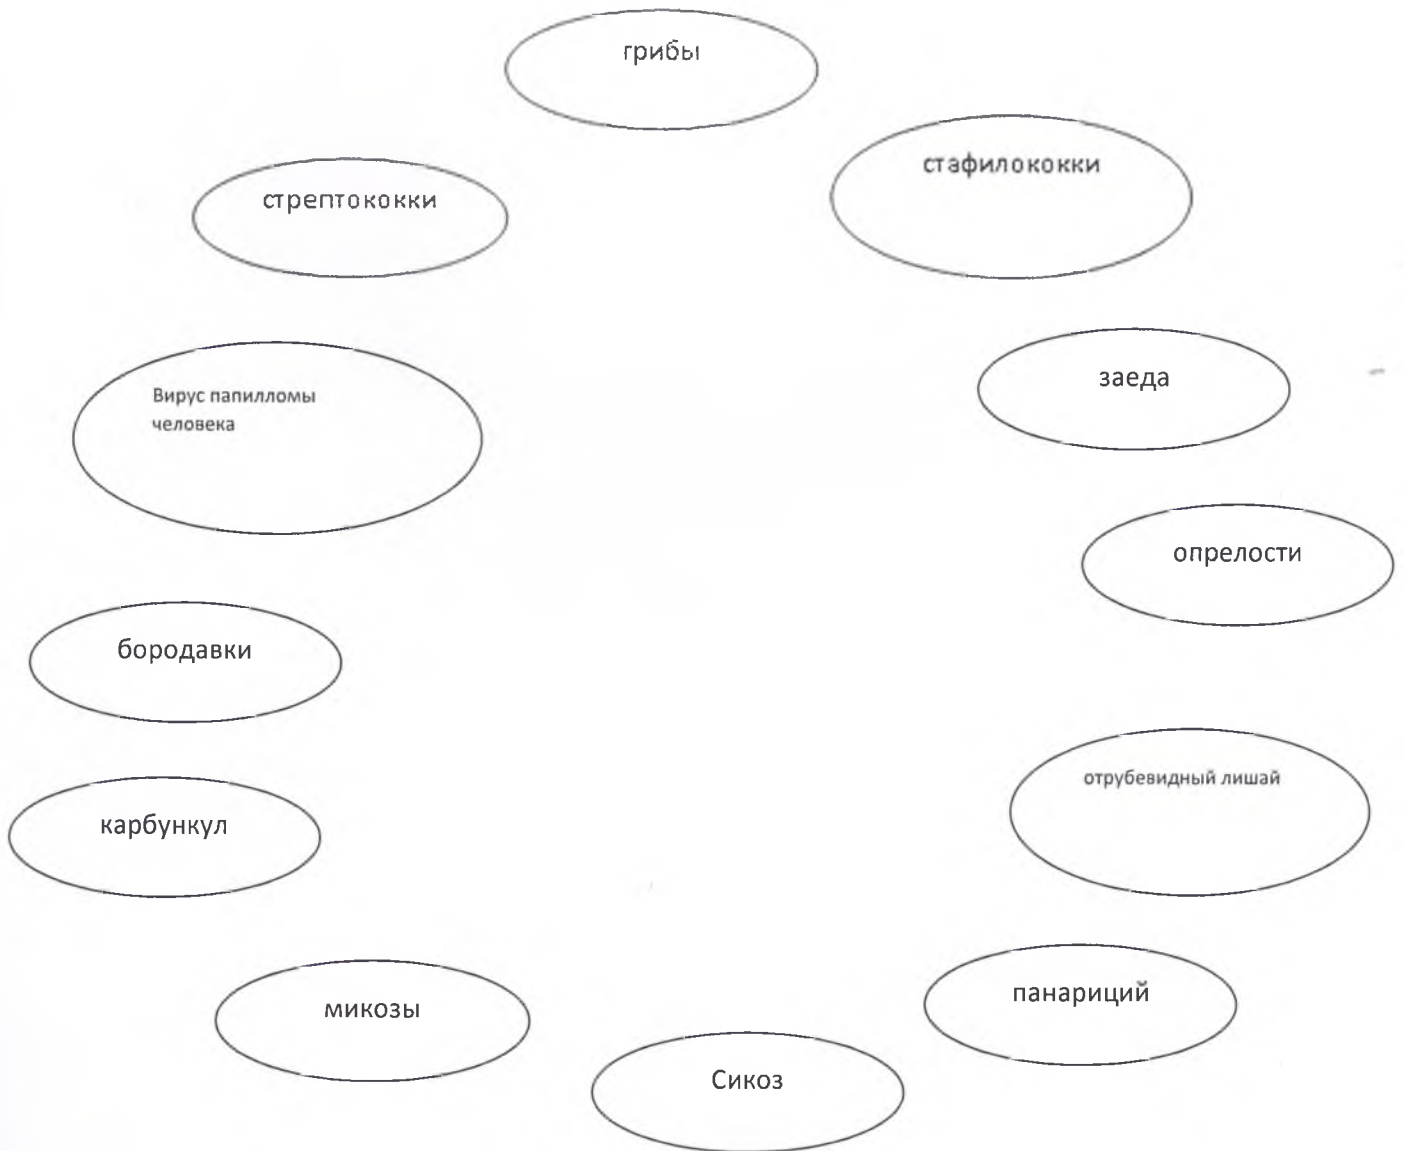 грибы
стафилококки
стрептококки
заеда
Вирус папилломы
человека
опрелости
бородавки
отрубевидный лишай
карбункул
панариций
микозы
Сикоз